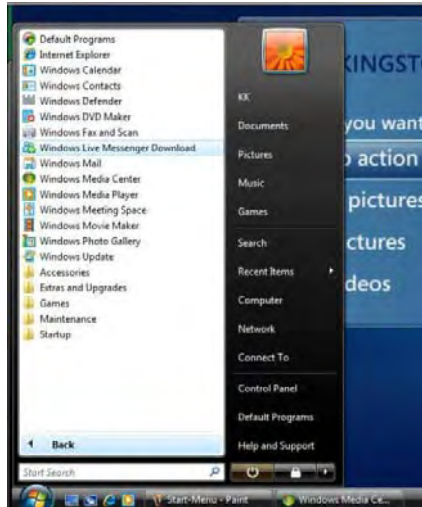 Default Programs
Internet Explorer
Windows Calendar
Windows Contacts
Windows Defender
Windows DVD Maker
Windows Fax and Scan
Windows Live Messenger Download
Windows Mail
Windows Media Center
Windows Media Player
Windows Meeting Space
Windows Movie Maker
Windows Photo Gallery
Windows Update
Accessories
Extras and Upgrades
Games
Maintenance
Startup
Back
Start Search
KK
Documents
Pictures
Music
Games
Search
Recent Items
Computer
Network
Connect To
Control Panel
Default Programs
Help and Support
KINGST
you want
action
pictures
ctures
deos
Start-Menu - Paint
Windows Media Ce...